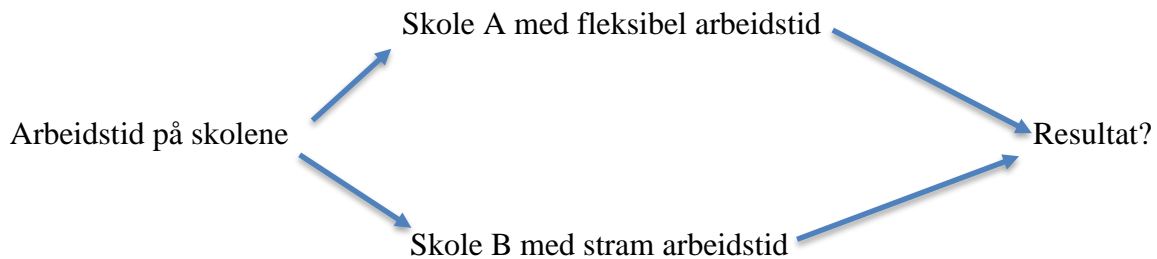 Skole A med fleksibel arbeidstid
Arbeidstid på skolene
Resultat?
Skole B med stram arbeidstid